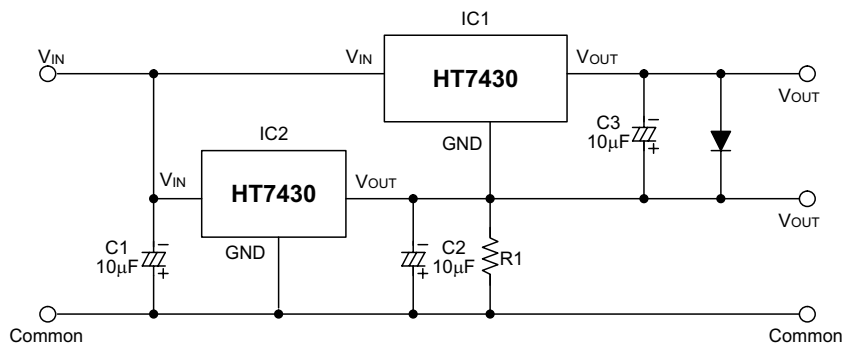 IC1
VIN
VIN
HT7430
VOUT
VOUT
GND
C3
10µF
−
+
IC2
VIN
HT7430
VOUT
VOUT
GND
C1
10µF
−
+
C2
10µF
−
+
R1
Common
Common